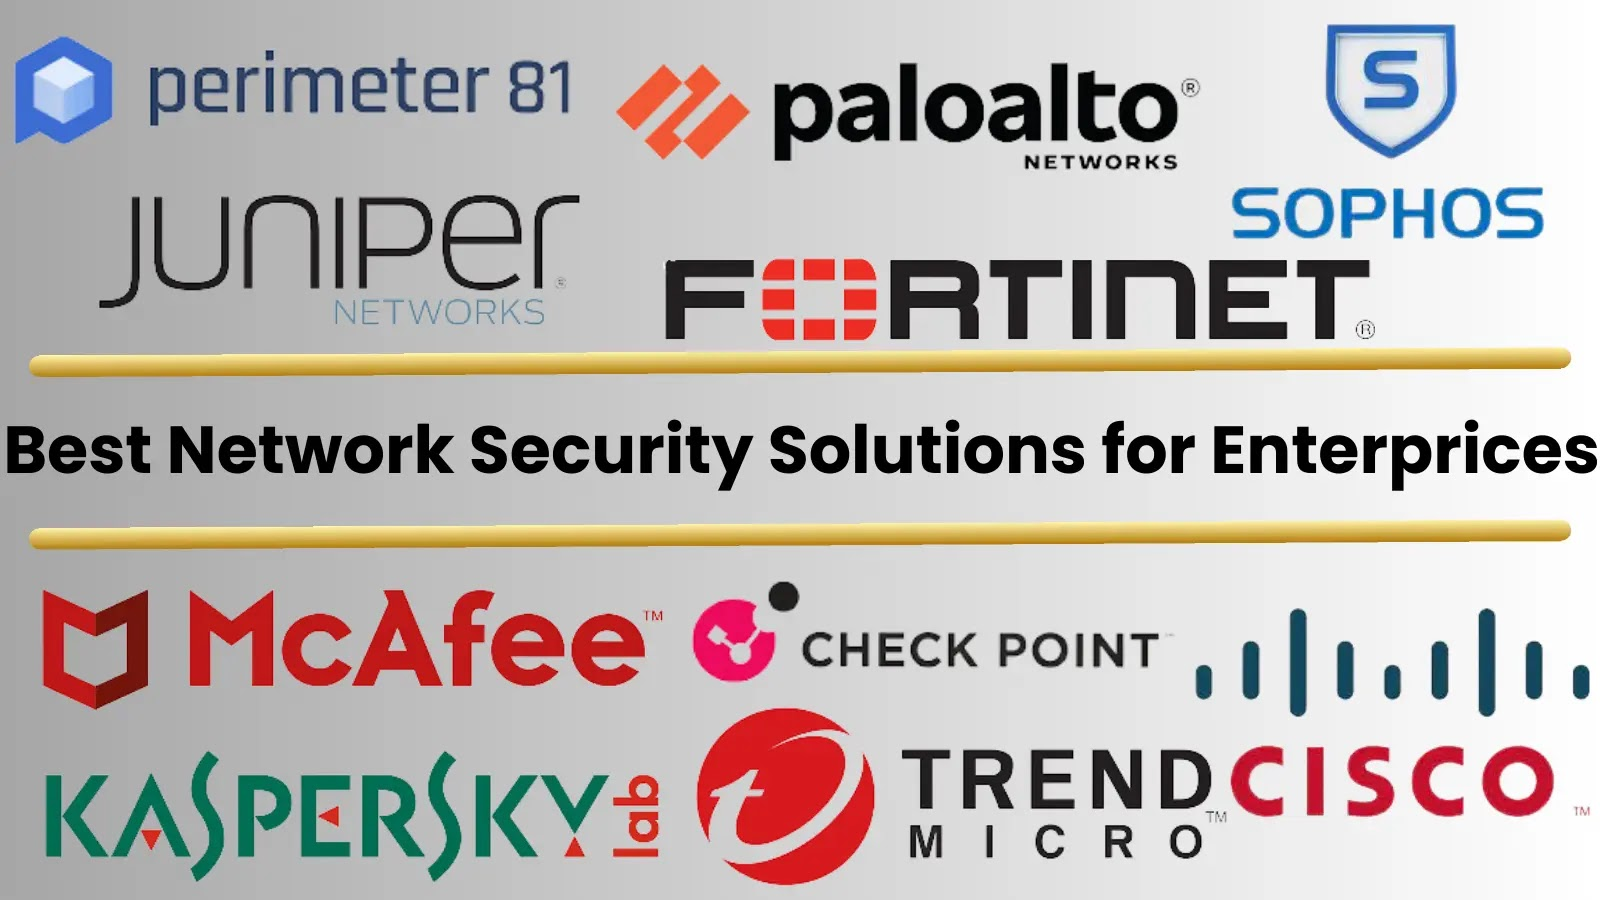 perimeter 81
paloalto®
NETWORKS
S
SOPHOS
JUNIPEr
NETWORKS®
FORTINET®
Best Network Security Solutions for Enterprices
McAfee™
CHECK POINT™
CISCO™
KASPERSKY lab
t
TREND
MICRO™